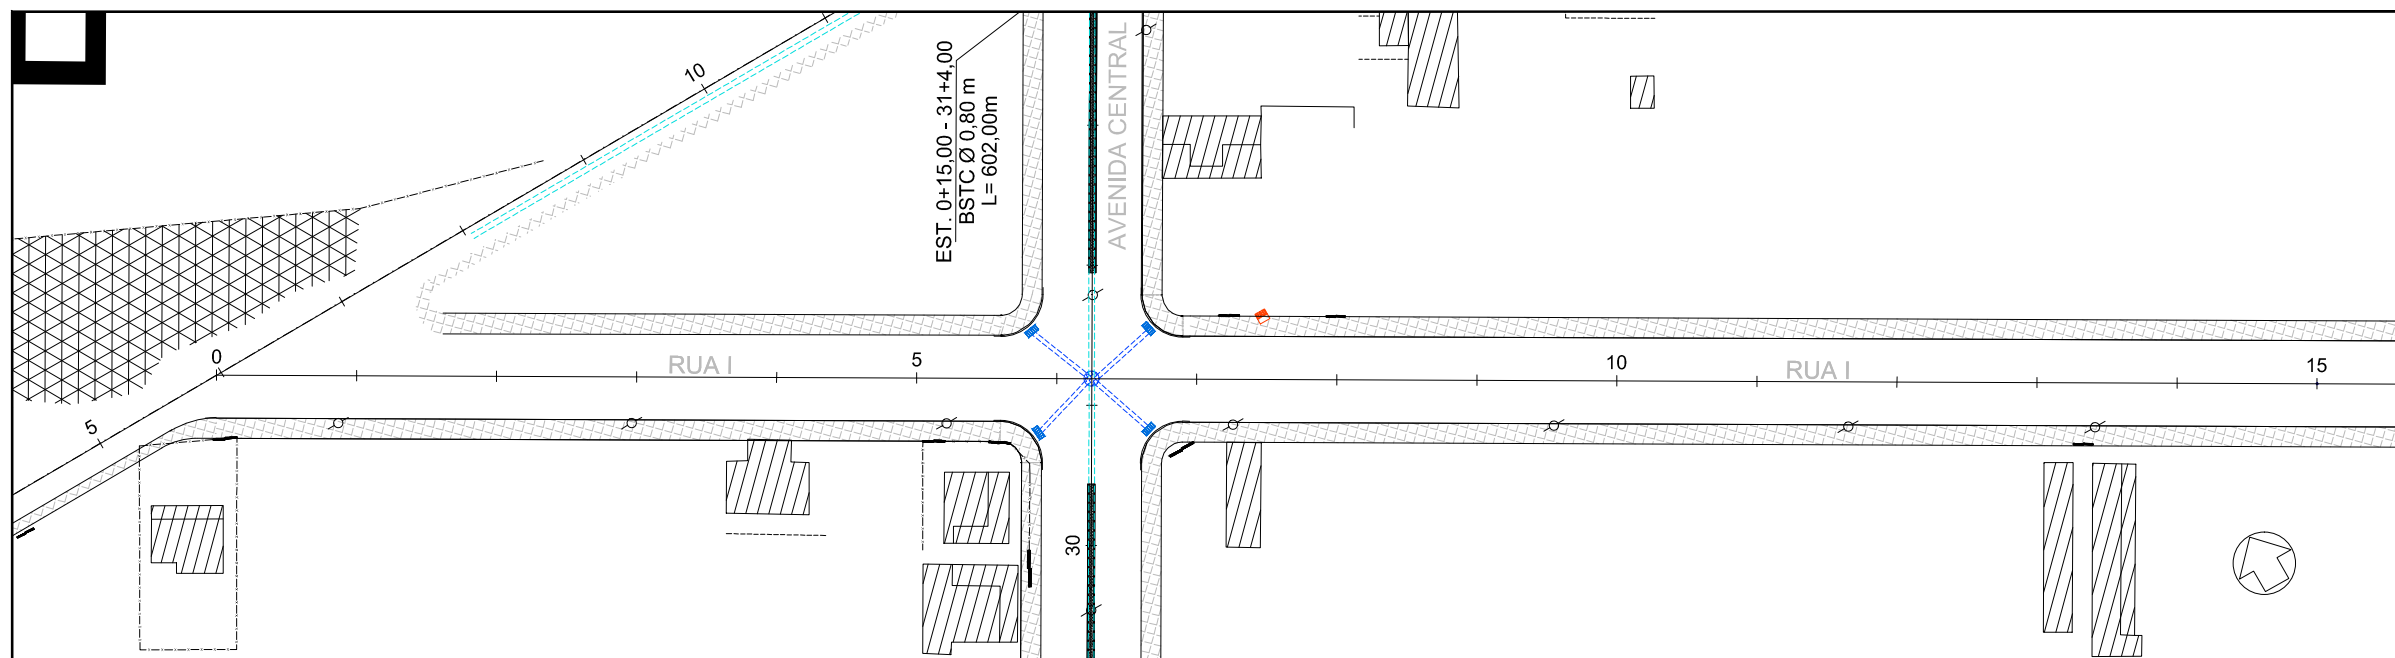 10
EST. 0+15,00 - 31+4,00
BSTC Ø 0,80 m
L= 602,00m
AVENIDA CENTRAL
0
RUA I
5
10
RUA I
15
5
30